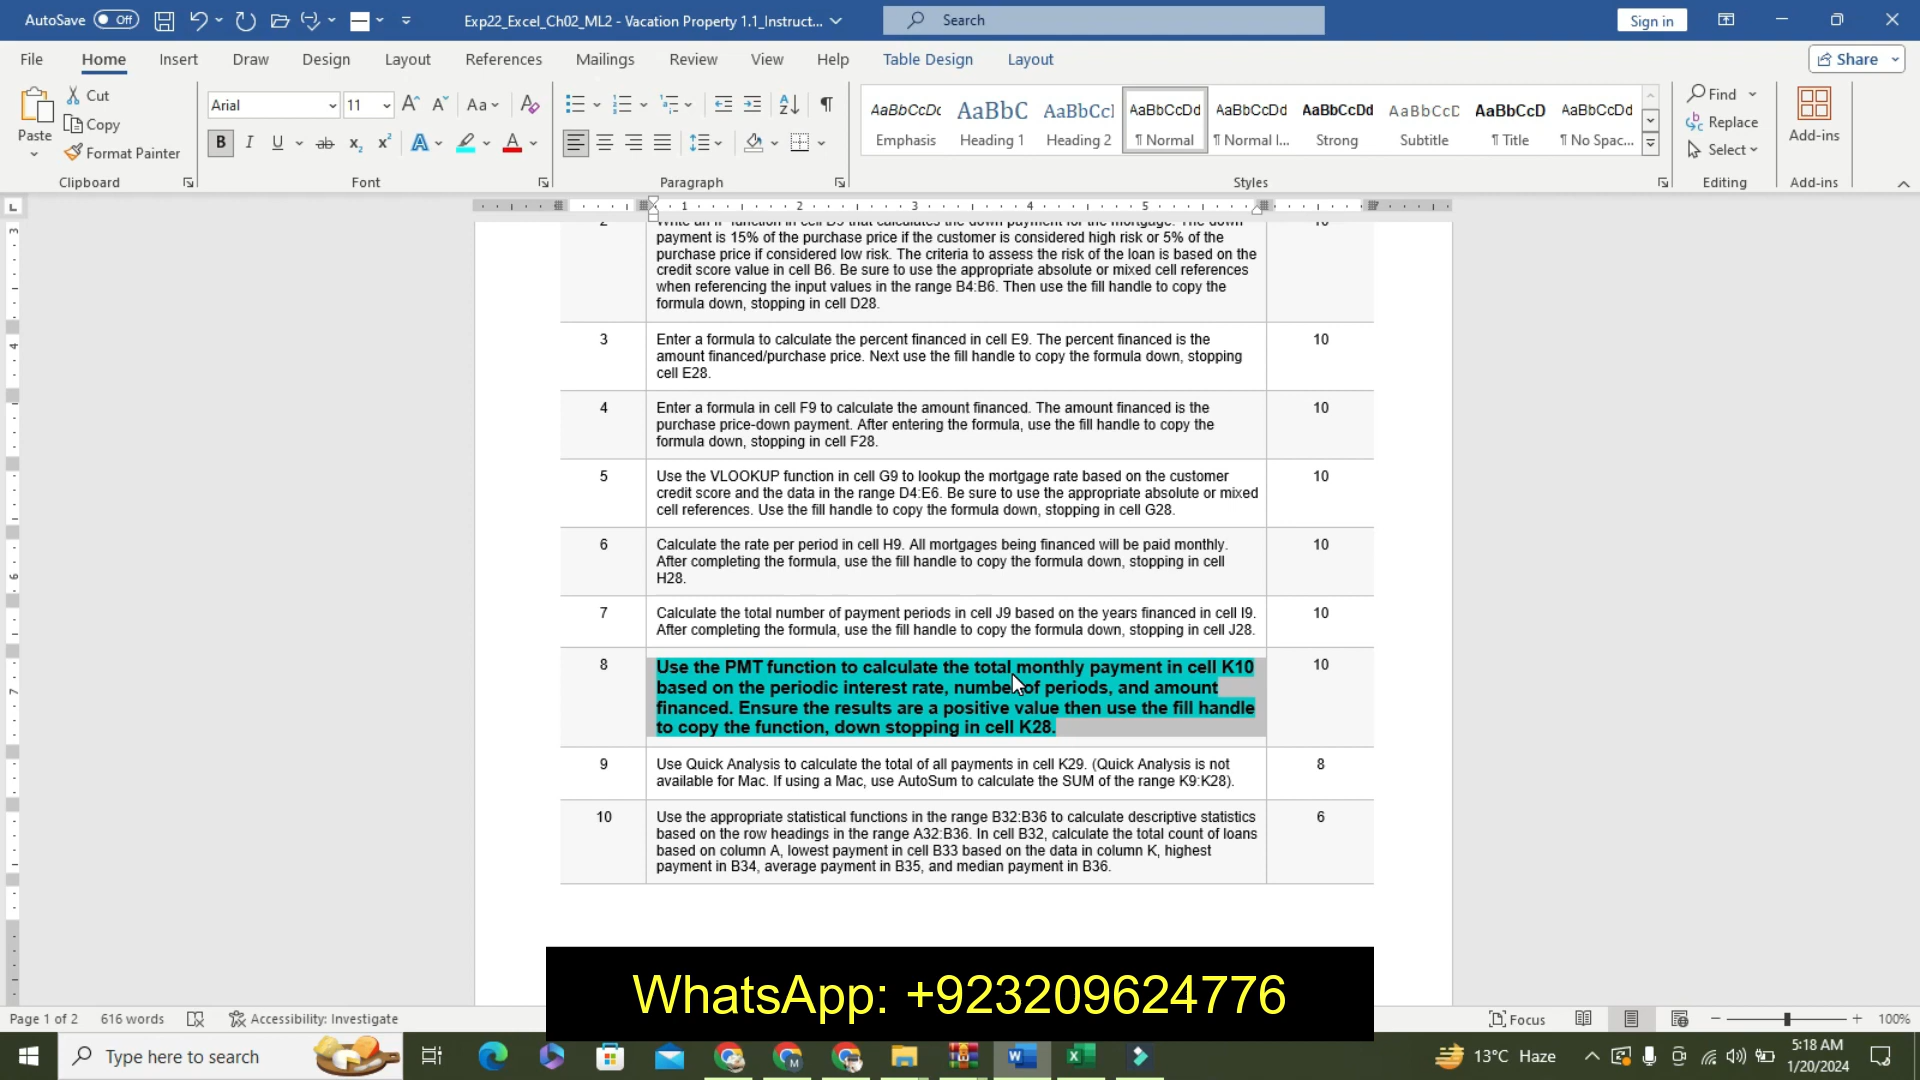 AutoSave Off Exp22_Excel_Ch02_ML2 - Vacation Property 1.1_Instruct... Search Sign in
File Home Insert Draw Design Layout References Mailings Review View Help Table Design Layout Share
Paste Cut Copy Format Painter
Clipboard
Arial 11 Aa
B I U ab x₂ x² A A
Font
Paragraph
AaBbCcDc AaBbC AaBbCcI AaBbCcDd AaBbCcDd AaBbCcDd AaBbCcD AaBbCcD AaBbCcDd
Emphasis Heading 1 Heading 2 ¶ Normal ¶ Normal I... Strong Subtitle ¶ Title ¶ No Spac...
Styles
Find
Replace
Select
Editing
Add-ins
Add-ins
1 2 3 4 5
payment is 15% of the purchase price if the customer is considered high risk or 5% of the
purchase price if considered low risk. The criteria to assess the risk of the loan is based on the
credit score value in cell B6. Be sure to use the appropriate absolute or mixed cell references
when referencing the input values in the range B4:B6. Then use the fill handle to copy the
formula down, stopping in cell D28.
3 Enter a formula to calculate the percent financed in cell E9. The percent financed is the 10
amount financed/purchase price. Next use the fill handle to copy the formula down, stopping
cell E28.
4 Enter a formula in cell F9 to calculate the amount financed. The amount financed is the 10
purchase price-down payment. After entering the formula, use the fill handle to copy the
formula down, stopping in cell F28.
5 Use the VLOOKUP function in cell G9 to lookup the mortgage rate based on the customer 10
credit score and the data in the range D4:E6. Be sure to use the appropriate absolute or mixed
cell references. Use the fill handle to copy the formula down, stopping in cell G28.
6 Calculate the rate per period in cell H9. All mortgages being financed will be paid monthly. 10
After completing the formula, use the fill handle to copy the formula down, stopping in cell
H28.
7 Calculate the total number of payment periods in cell J9 based on the years financed in cell I9. 10
After completing the formula, use the fill handle to copy the formula down, stopping in cell J28.
8 Use the PMT function to calculate the total monthly payment in cell K10 10
based on the periodic interest rate, number of periods, and amount
financed. Ensure the results are a positive value then use the fill handle
to copy the function, down stopping in cell K28.
9 Use Quick Analysis to calculate the total of all payments in cell K29. (Quick Analysis is not 8
available for Mac. If using a Mac, use AutoSum to calculate the SUM of the range K9:K28).
10 Use the appropriate statistical functions in the range B32:B36 to calculate descriptive statistics 6
based on the row headings in the range A32:B36. In cell B32, calculate the total count of loans
based on column A, lowest payment in cell B33 based on the data in column K, highest
payment in B34, average payment in B35, and median payment in B36.
WhatsApp: +923209624776
Page 1 of 2 616 words Accessibility: Investigate Focus 100%
Type here to search 13°C Haze 5:18 AM
1/20/2024